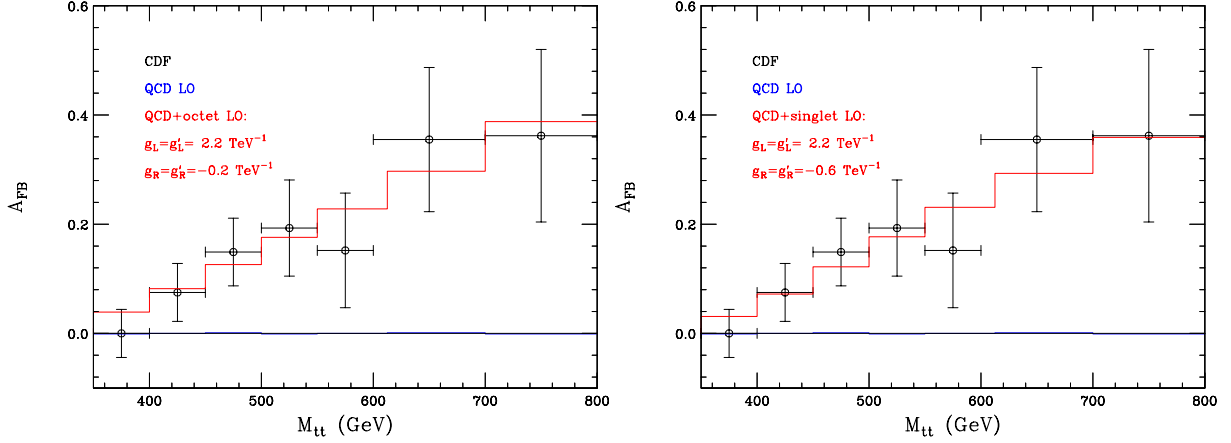 0.6
0.4
0.2
0.0
A_FB
CDF
QCD LO
QCD+octet LO:
g_L=g'_L= 2.2 TeV⁻¹
g_R=g'_R=−0.2 TeV⁻¹
400 500 600 700 800
M_tt (GeV)
0.6
0.4
0.2
0.0
A_FB
CDF
QCD LO
QCD+singlet LO:
g_L=g'_L= 2.2 TeV⁻¹
g_R=g'_R=−0.6 TeV⁻¹
400 500 600 700 800
M_tt (GeV)